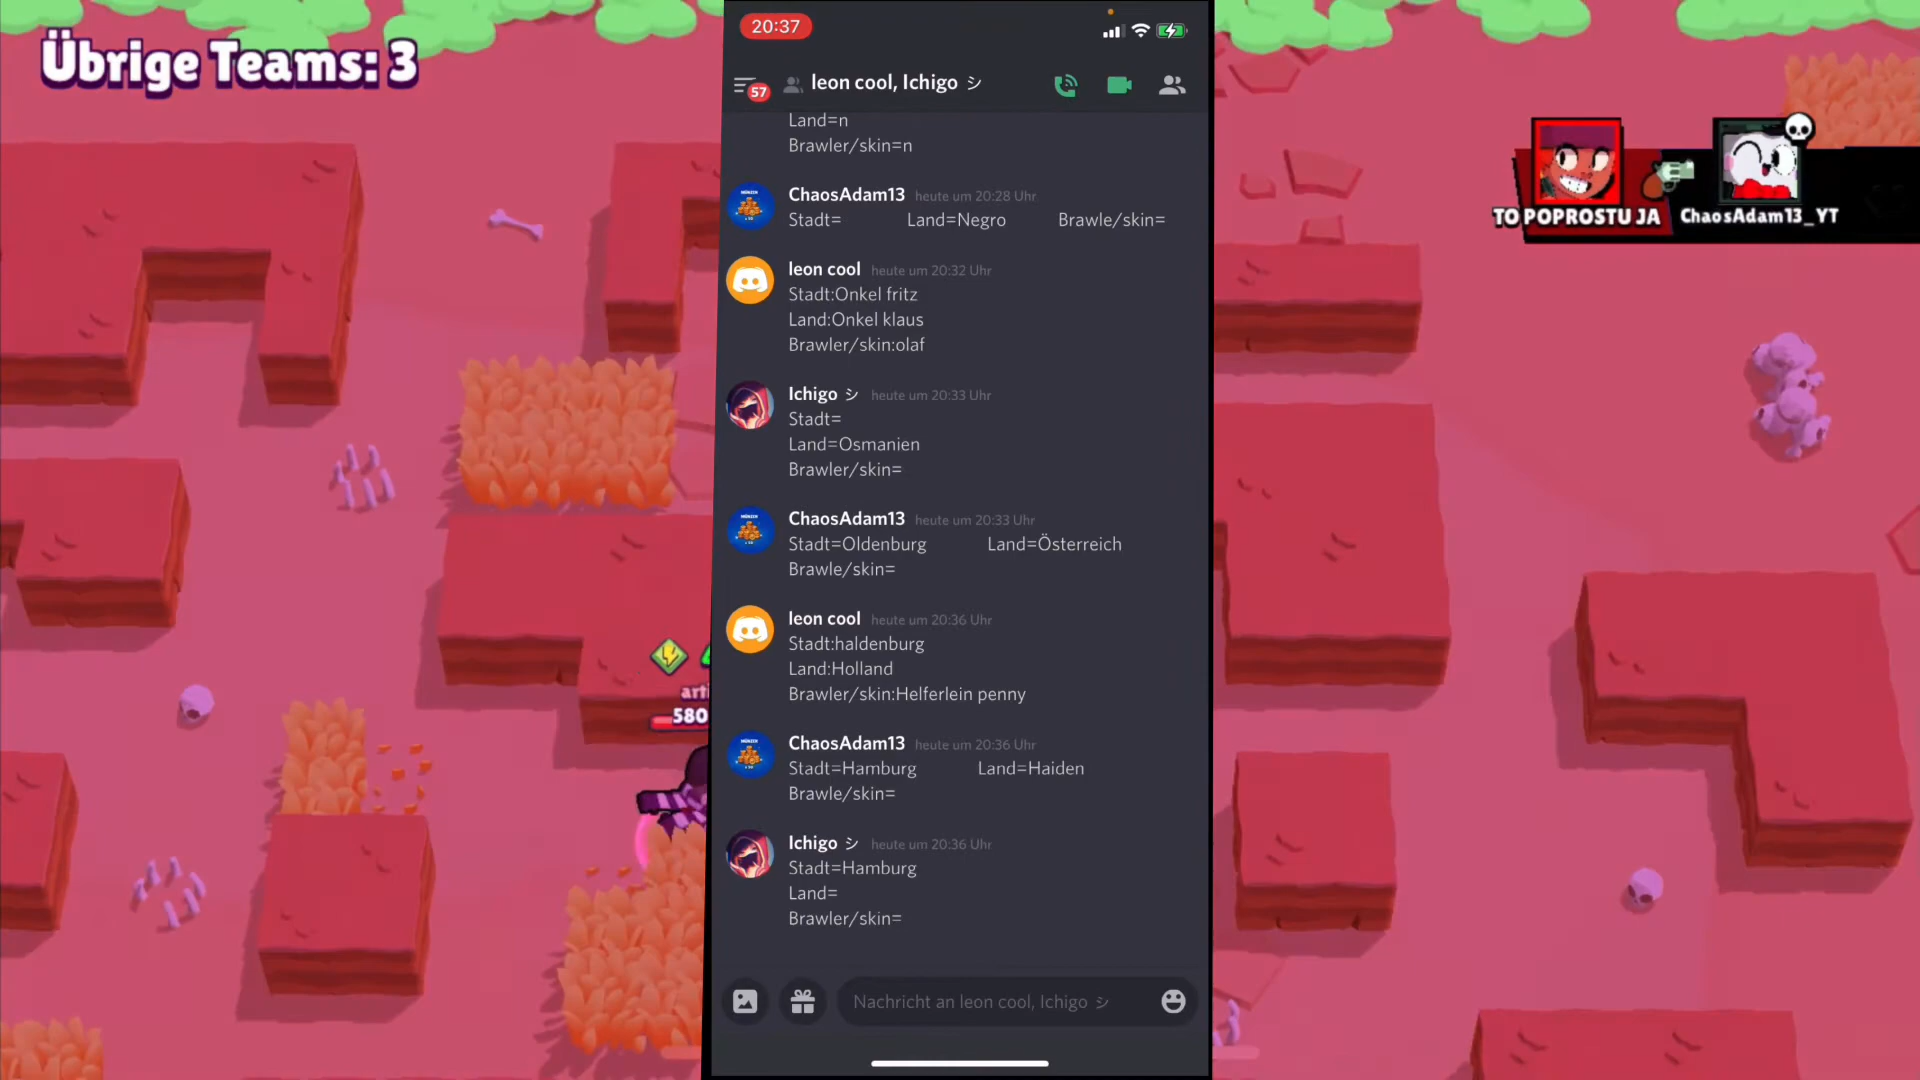 Übrige Teams: 3
20:37
57
leon cool, Ichigo シ
Land=n
Brawler/skin=n
ChaosAdam13 heute um 20:28 Uhr
Stadt= Land=Negro Brawle/skin=
leon cool heute um 20:32 Uhr
Stadt:Onkel fritz
Land:Onkel klaus
Brawler/skin:olaf
Ichigo シ heute um 20:33 Uhr
Stadt=
Land=Osmanien
Brawler/skin=
ChaosAdam13 heute um 20:33 Uhr
Stadt=Oldenburg Land=Österreich
Brawle/skin=
leon cool heute um 20:36 Uhr
Stadt:haldenburg
Land:Holland
Brawler/skin:Helferlein penny
ChaosAdam13 heute um 20:36 Uhr
Stadt=Hamburg Land=Haiden
Brawle/skin=
Ichigo シ heute um 20:36 Uhr
Stadt=Hamburg
Land=
Brawler/skin=
Nachricht an leon cool, Ichigo シ
TO POPROSTU JA
ChaosAdam13_YT
580